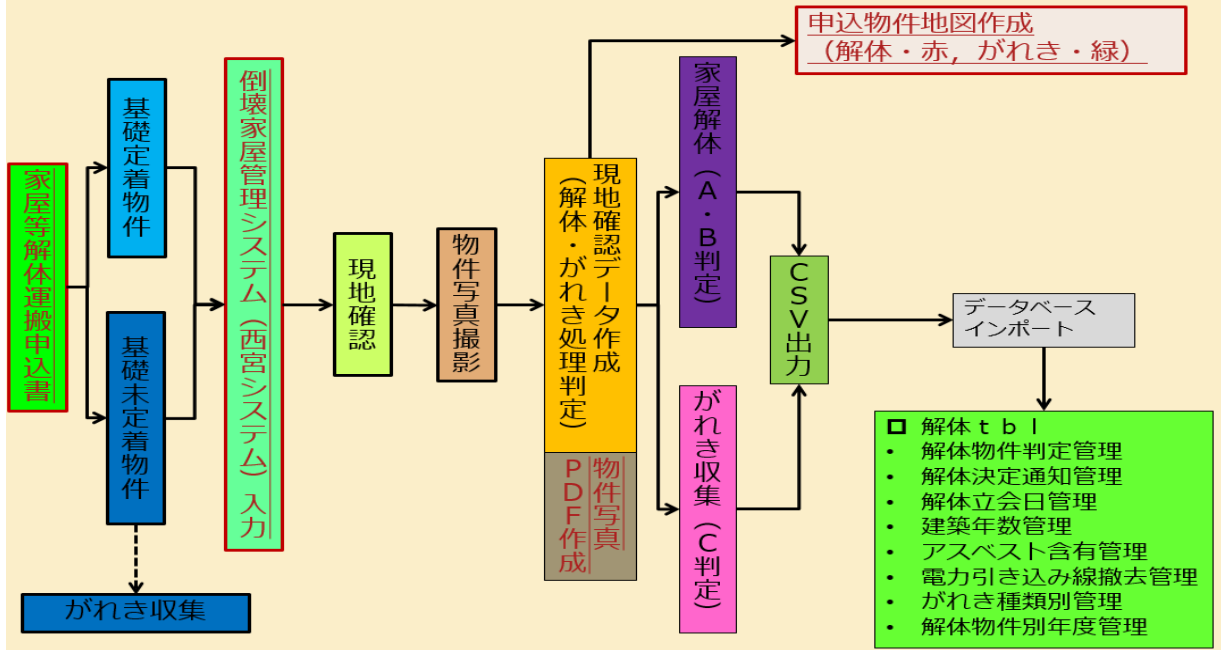 家屋等解体運搬申込書
基礎定着物件
基礎未定着物件
がれき収集
倒壊家屋管理システム（西宮システム）入力
現地確認
物件写真撮影
現地確認データ作成
（解体・がれき処理判定）
物件写真
PDF作成
申込物件地図作成
（解体・赤，がれき・緑）
家屋解体（A・B判定）
がれき収集（C判定）
CSV出力
データベース
インポート
解体ｔｂｌ
・ 解体物件判定管理
・ 解体決定通知管理
・ 解体立会日管理
・ 建築年数管理
・ アスベスト含有管理
・ 電力引き込み線撤去管理
・ がれき種類別管理
・ 解体物件別年度管理